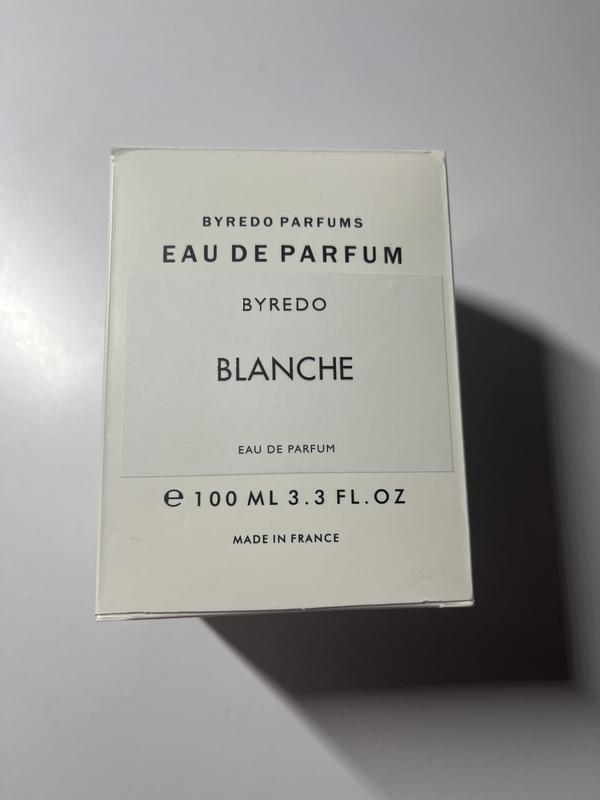 BYREDO PARFUMS
EAU DE PARFUM
BYREDO
BLANCHE
EAU DE PARFUM
℮ 100 ML 3.3 FL.OZ
MADE IN FRANCE